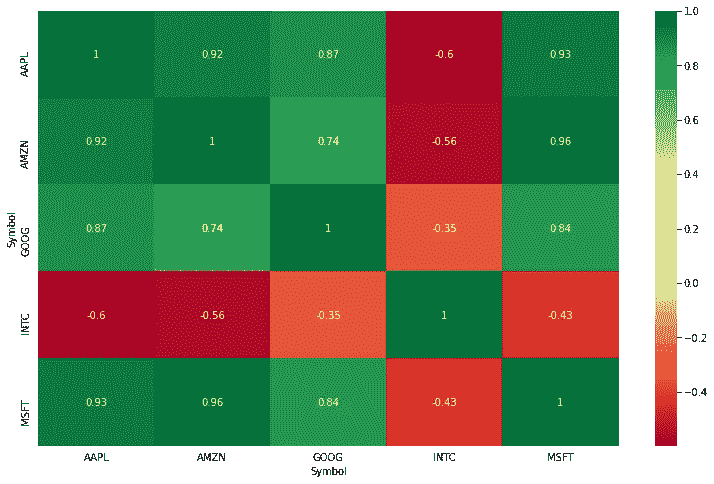 AAPL 1 0.92 0.87 -0.6 0.93
AMZN 0.92 1 0.74 -0.56 0.96
GOOG 0.87 0.74 1 -0.35 0.84
INTC -0.6 -0.56 -0.35 1 -0.43
MSFT 0.93 0.96 0.84 -0.43 1
Symbol
AAPL AMZN GOOG INTC MSFT
Symbol
1.0
0.8
0.6
0.4
0.2
0.0
−0.2
−0.4